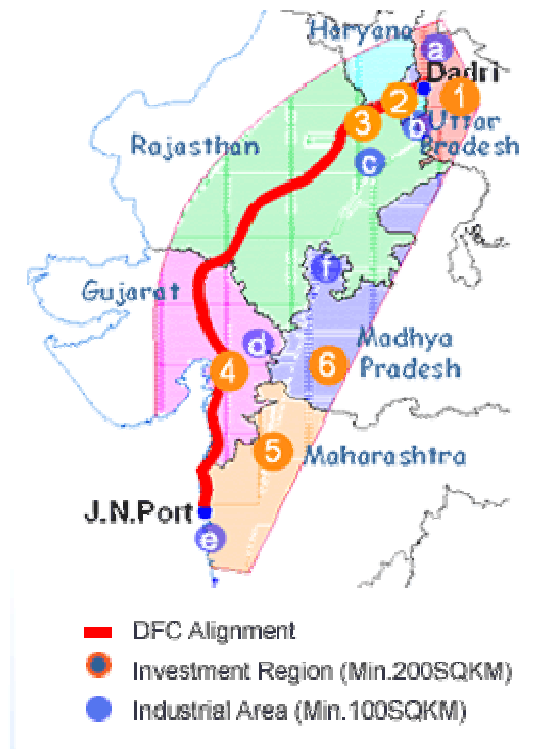 Haryana
a
Dadri
1
2
3
b
Uttar
Pradesh
Rajasthan
c
f
Gujarat
d
Madhya
Pradesh
4
6
5
Maharashtra
J.N.Port
e
DFC Alignment
Investment Region (Min.200SQKM)
Industrial Area (Min.100SQKM)